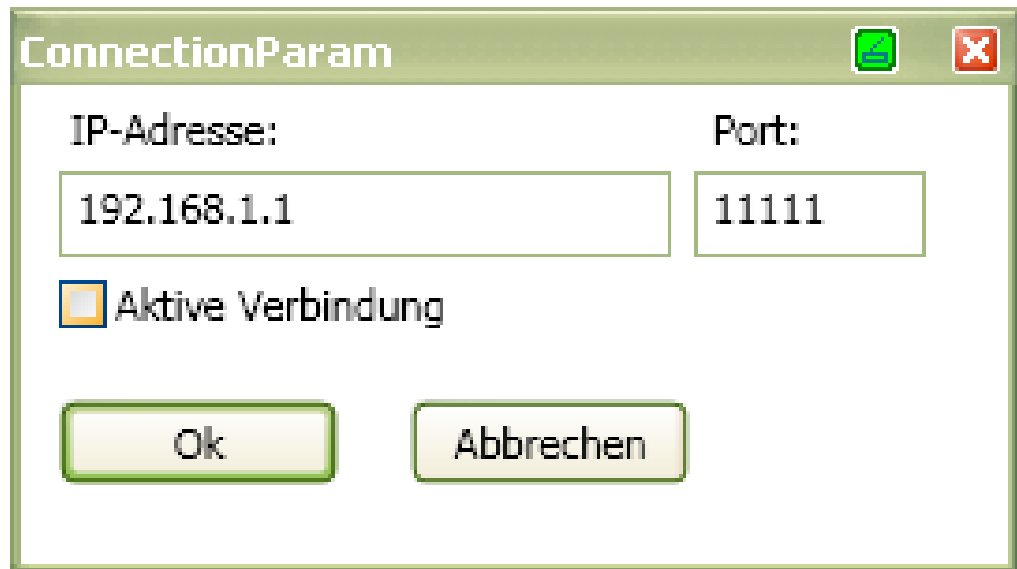 ConnectionParam
IP-Adresse: Port:
192.168.1.1 11111
Aktive Verbindung
Ok Abbrechen